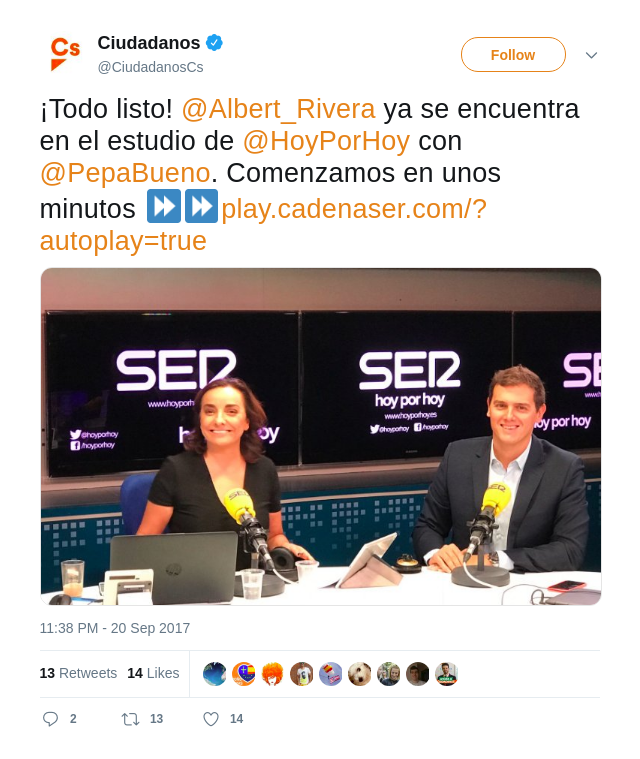 Cs
Ciudadanos
@CiudadanosCs
Follow
¡Todo listo! @Albert_Rivera ya se encuentra
en el estudio de @HoyPorHoy con
@PepaBueno. Comenzamos en unos
minutos ⏩⏩play.cadenaser.com/?
autoplay=true
SER
www.hoyporh
@hoyporhoy
/hoyporhoy
h oy
SER
hoy por hoy
www.hoyporhoy.es
@hoyporhoy /hoyporhoy
SE
oy por hoy
SER
SER
11:38 PM - 20 Sep 2017
13 Retweets 14 Likes
2 13 14